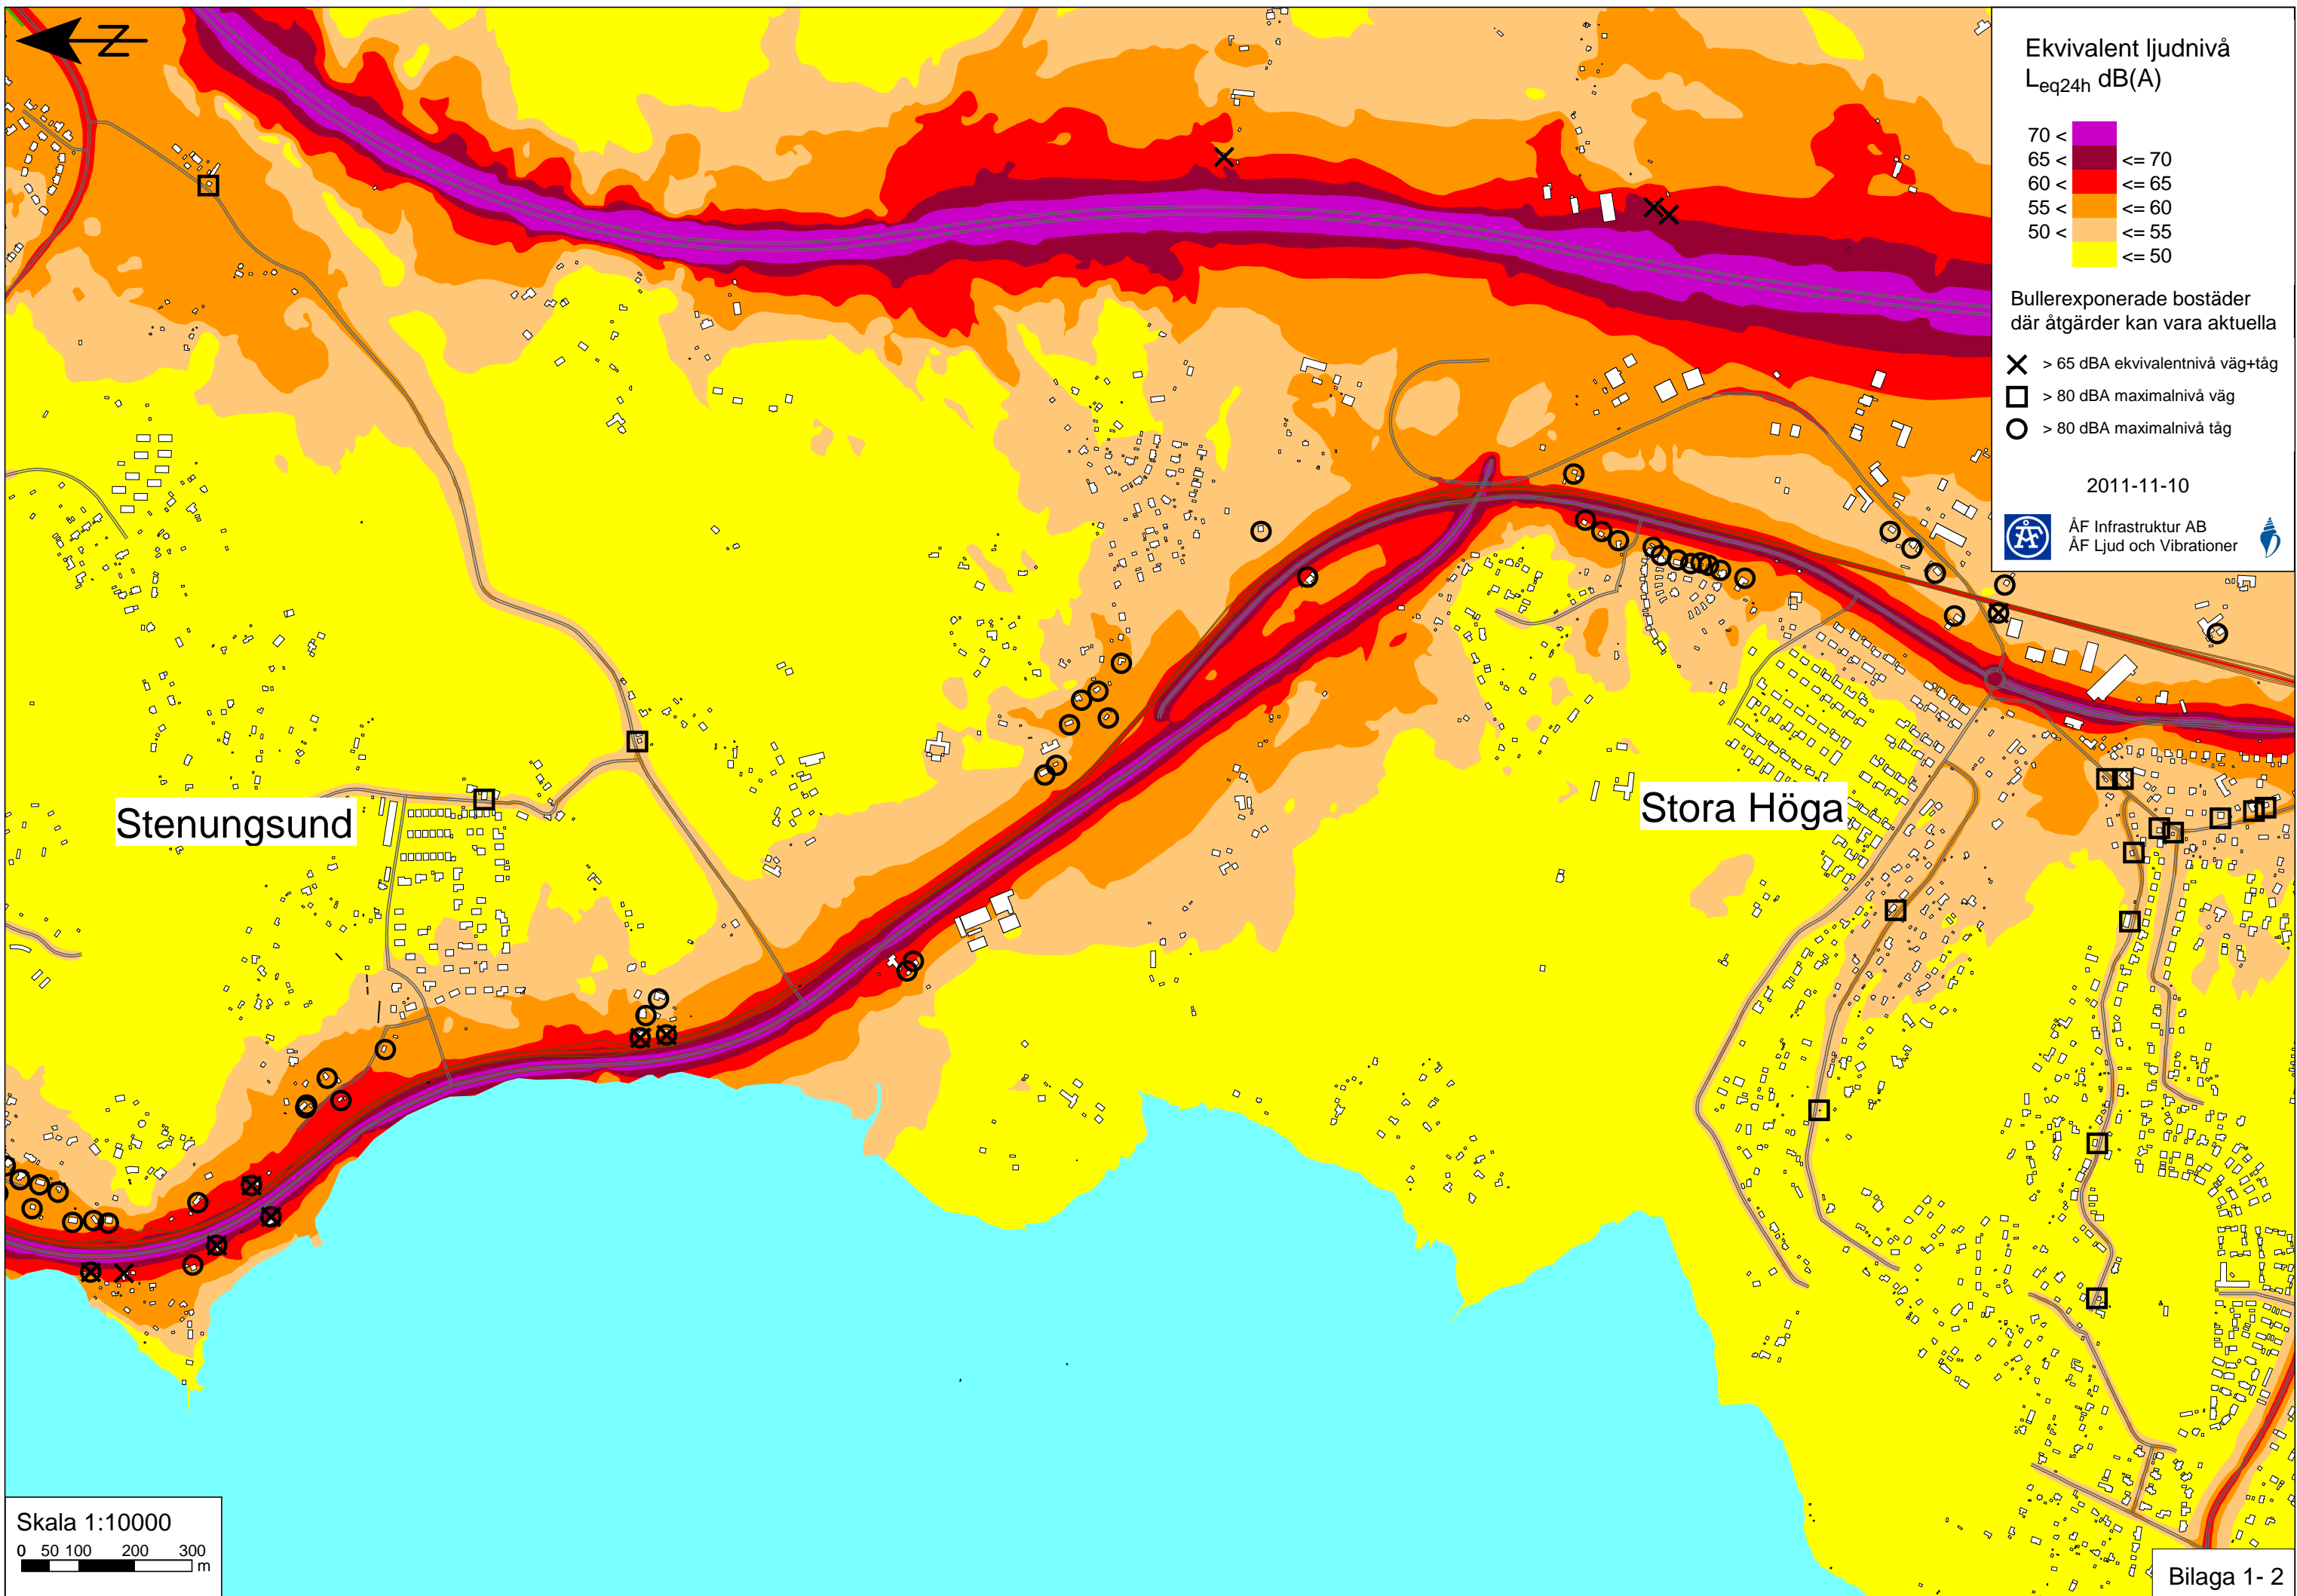 Z
Ekvivalent ljudnivå
Leq24h dB(A)
70 <
65 < <= 70
60 < <= 65
55 < <= 60
50 < <= 55
<= 50
Bullerexponerade bostäder
där åtgärder kan vara aktuella
> 65 dBA ekvivalentnivå väg+tåg
> 80 dBA maximalnivå väg
> 80 dBA maximalnivå tåg
2011-11-10
ÅF
ÅF Infrastruktur AB
ÅF Ljud och Vibrationer
Stenungsund
Stora Höga
Skala 1:10000
0 50 100 200 300
m
Bilaga 1- 2